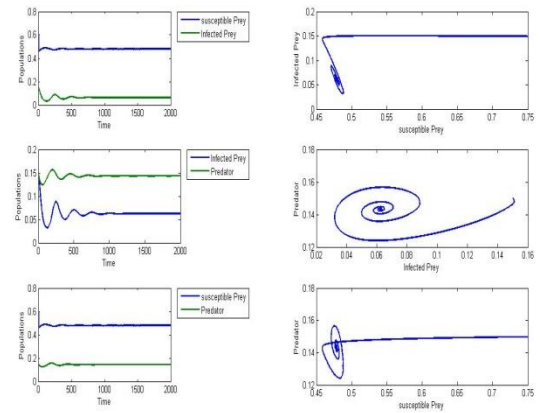 0.8
0.6
0.4
0.2
0
0 500 1000 1500 2000
Populations
Time
susceptible Prey
Infected Prey
0.2
0.15
0.1
0.05
0
0.45 0.5 0.55 0.6 0.65 0.7 0.75
Infected Prey
susceptible Prey
0.2
0.15
0.1
0.05
0
0 500 1000 1500 2000
Populations
Time
Infected Prey
Predator
0.18
0.16
0.14
0.12
0.02 0.04 0.06 0.08 0.1 0.12 0.14 0.16
Predator
Infected Prey
0.6
0.4
0.2
0
0 500 1000 1500 2000
Populations
Time
susceptible Prey
Predator
0.18
0.16
0.14
0.12
0.45 0.5 0.55 0.6 0.65 0.7 0.75
Predator
susceptible Prey